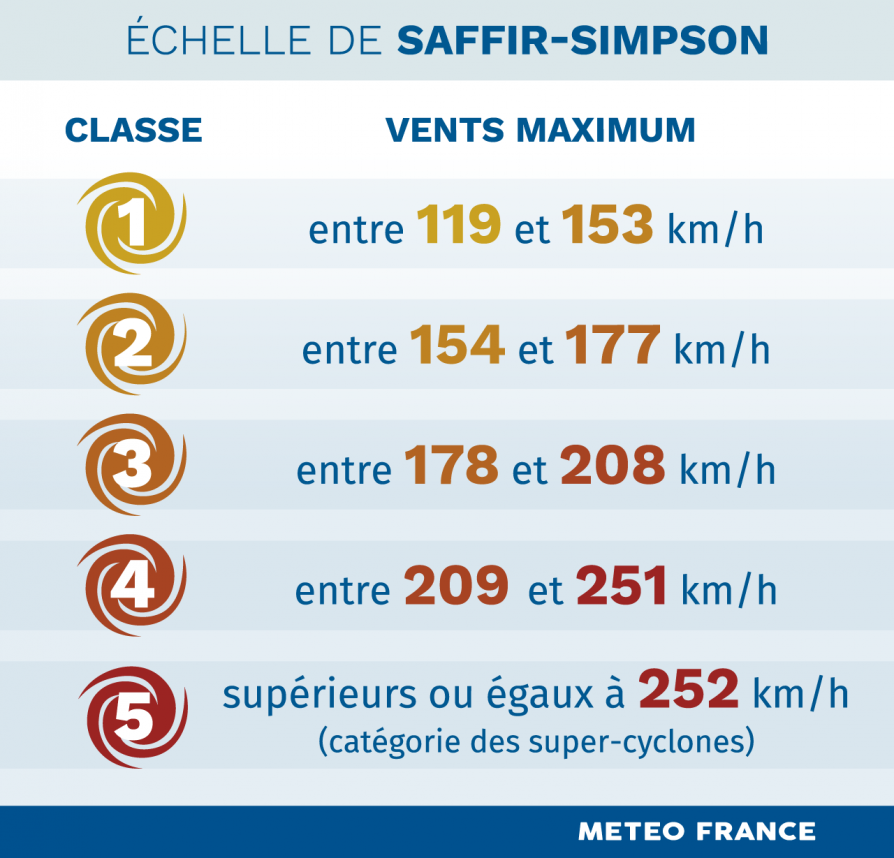 ÉCHELLE DE SAFFIR-SIMPSON
CLASSE VENTS MAXIMUM
1 entre 119 et 153 km/h
2 entre 154 et 177 km/h
3 entre 178 et 208 km/h
4 entre 209 et 251 km/h
5 supérieurs ou égaux à 252 km/h
(catégorie des super-cyclones)
METEO FRANCE